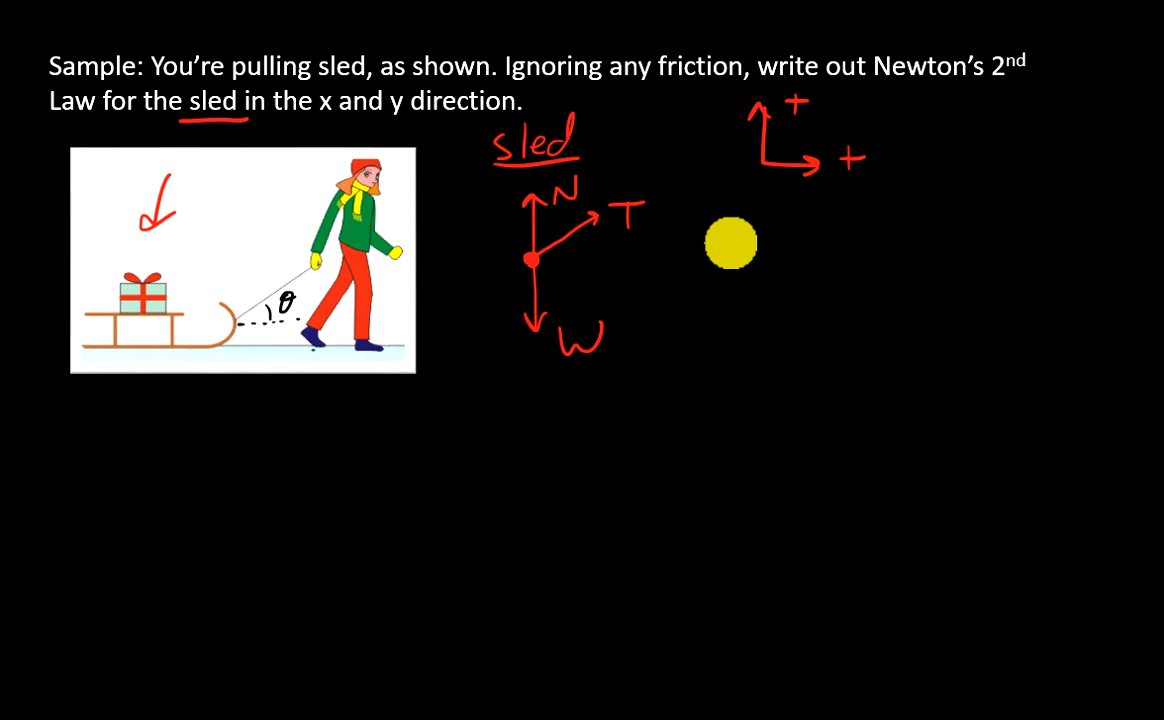 Sample: You're pulling sled, as shown. Ignoring any friction, write out Newton's 2nd
Law for the sled in the x and y direction.
sled
+
+
N
T
W
θ